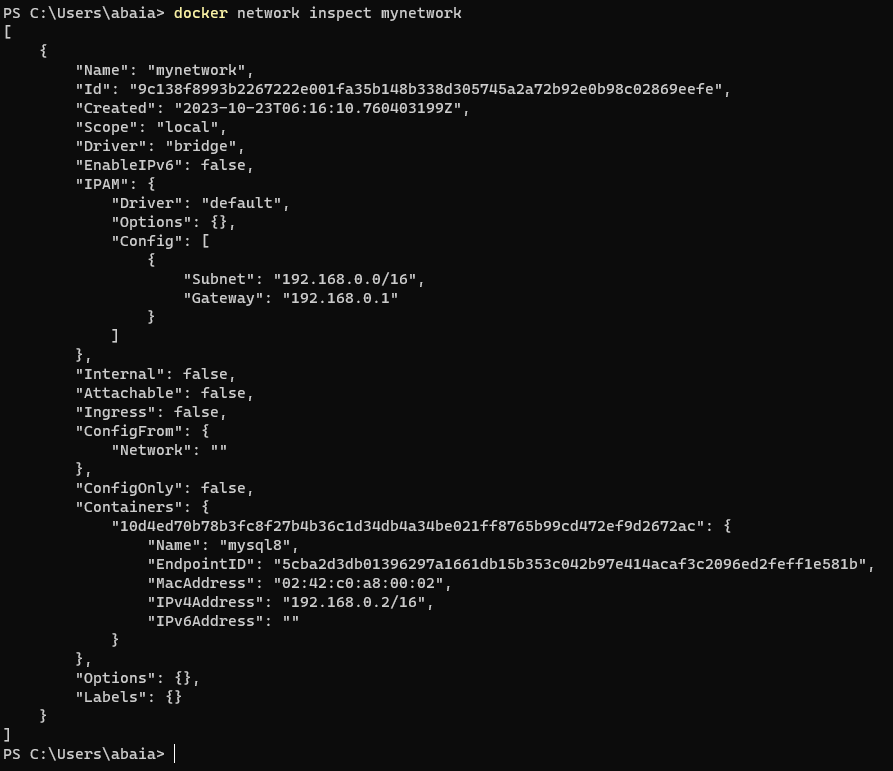 PS C:\Users\abaia> docker network inspect mynetwork
[
    {
        "Name": "mynetwork",
        "Id": "9c138f8993b2267222e001fa35b148b338d305745a2a72b92e0b98c02869eefe",
        "Created": "2023-10-23T06:16:10.760403199Z",
        "Scope": "local",
        "Driver": "bridge",
        "EnableIPv6": false,
        "IPAM": {
            "Driver": "default",
            "Options": {},
            "Config": [
                {
                    "Subnet": "192.168.0.0/16",
                    "Gateway": "192.168.0.1"
                }
            ]
        },
        "Internal": false,
        "Attachable": false,
        "Ingress": false,
        "ConfigFrom": {
            "Network": ""
        },
        "ConfigOnly": false,
        "Containers": {
            "10d4ed70b78b3fc8f27b4b36c1d34db4a34be021ff8765b99cd472ef9d2672ac": {
                "Name": "mysql8",
                "EndpointID": "5cba2d3db01396297a1661db15b353c042b97e414acaf3c2096ed2feff1e581b",
                "MacAddress": "02:42:c0:a8:00:02",
                "IPv4Address": "192.168.0.2/16",
                "IPv6Address": ""
            }
        },
        "Options": {},
        "Labels": {}
    }
]
PS C:\Users\abaia>